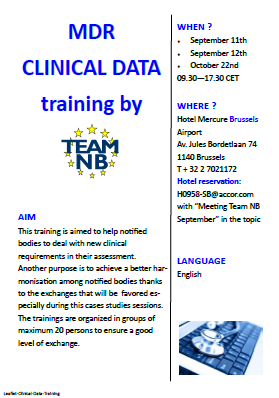 MDR
CLINICAL DATA
training by
TEAM
NB
AIM
This training is aimed to help notified
bodies to deal with new clinical
requirements in their assessment.
Another purpose is to achieve a better har-
monisation among notified bodies thanks
to the exchanges that will be  favored es-
pecially during this cases studies sessions.
The trainings are organized in groups of
maximum 20 persons to ensure a good
level of exchange.
WHEN ?
• September 11th
• September 12th
• October 22nd
09.30—17.30 CET
WHERE ?
Hotel Mercure Brussels
Airport
Av. Jules Bordetlaan 74
1140 Brussels
T + 32 2 7021172
Hotel reservation:
H0958-SB@accor.com
with “Meeting Team NB
September” in the topic
LANGUAGE
English
Leaflet-Clinical-Data-Training